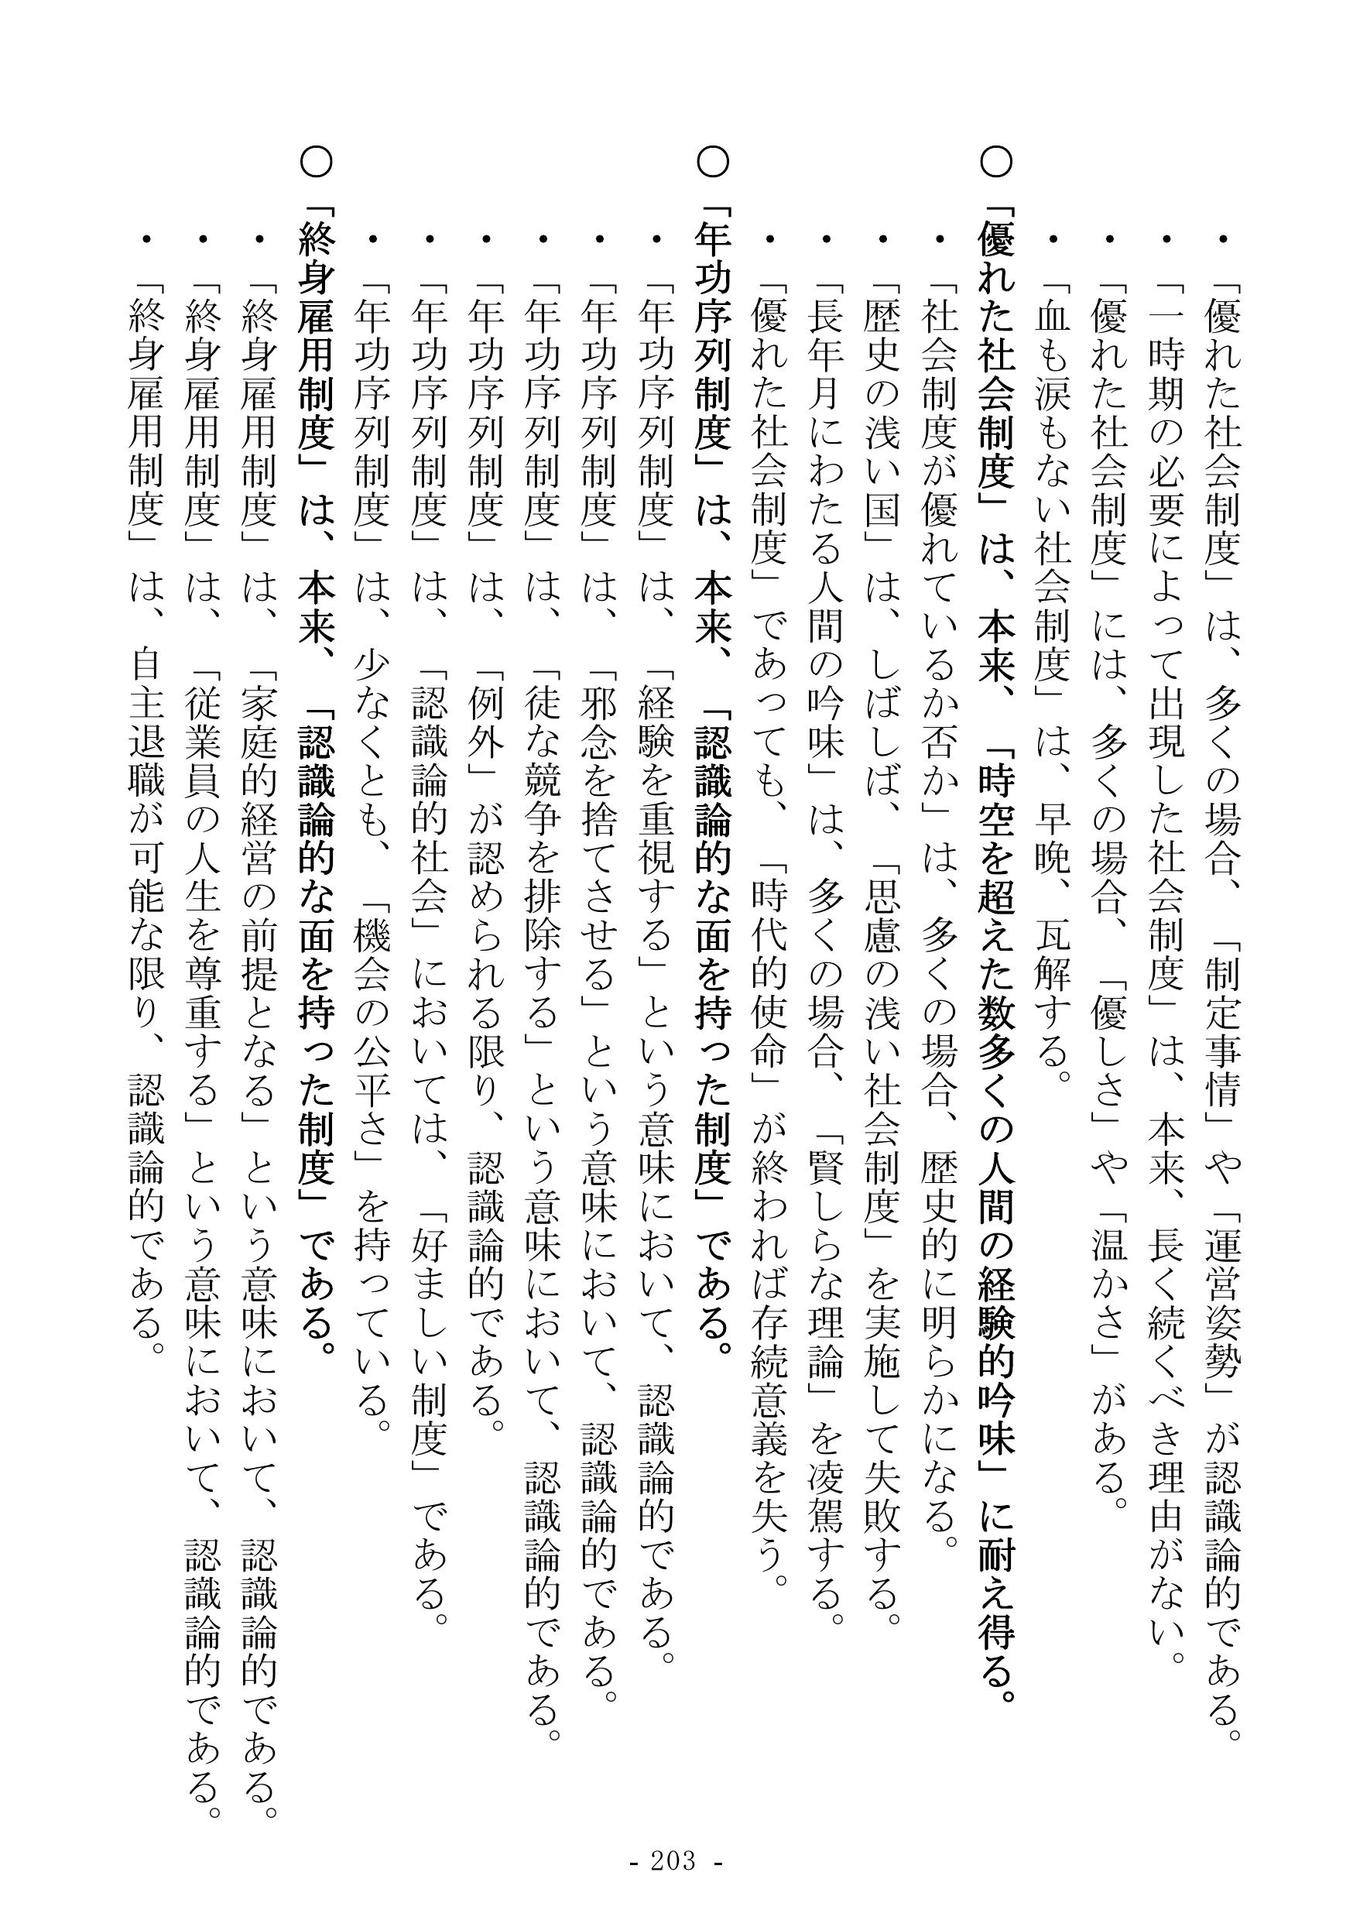 ・「優れた社会制度」は、多くの場合、「制定事情」や「運営姿勢」が認識論的である。
・「一時期の必要によって出現した社会制度」は、本来、長く続くべき理由がない。
・「優れた社会制度」には、多くの場合、「優しさ」や「温かさ」がある。
・「血も涙もない社会制度」は、早晩、瓦解する。
〇「優れた社会制度」は、本来、「時空を超えた数多くの人間の経験的吟味」に耐え得る。
・「社会制度が優れているか否か」は、多くの場合、歴史的に明らかになる。
・「歴史の浅い国」は、しばしば、「思慮の浅い社会制度」を実施して失敗する。
・「長年月にわたる人間の吟味」は、多くの場合、「賢しらな理論」を凌駕する。
・「優れた社会制度」であっても、「時代的使命」が終われば存続意義を失う。
〇「年功序列制度」は、本来、「認識論的な面を持った制度」である。
・「年功序列制度」は、「経験を重視する」という意味において、認識論的である。
・「年功序列制度」は、「邪念を捨てさせる」という意味において、認識論的である。
・「年功序列制度」は、「徒な競争を排除する」という意味において、認識論的である。
・「年功序列制度」は、「例外」が認められる限り、認識論的である。
・「年功序列制度」は、「認識論的社会」においては、「好ましい制度」である。
・「年功序列制度」は、少なくとも、「機会の公平さ」を持っている。
〇「終身雇用制度」は、本来、「認識論的な面を持った制度」である。
・「終身雇用制度」は、「家庭的経営の前提となる」という意味において、認識論的である。
・「終身雇用制度」は、「従業員の人生を尊重する」という意味において、認識論的である。
・「終身雇用制度」は、自主退職が可能な限り、認識論的である。
- 203 -